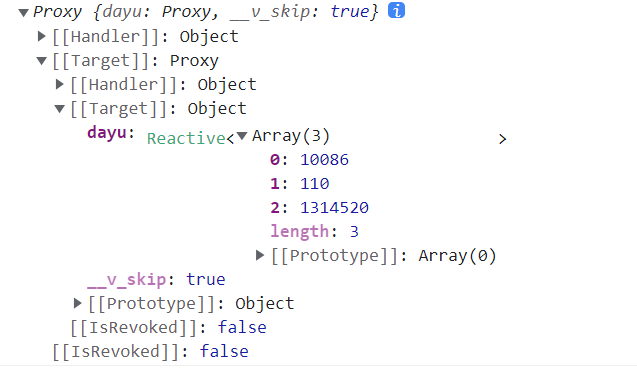 ▼Proxy {dayu: Proxy, __v_skip: true} i
▶[[Handler]]: Object
▼[[Target]]: Proxy
▶[[Handler]]: Object
▼[[Target]]: Object
dayu: Reactive<▼Array(3) >
0: 10086
1: 110
2: 1314520
length: 3
▶[[Prototype]]: Array(0)
__v_skip: true
▶[[Prototype]]: Object
[[IsRevoked]]: false
[[IsRevoked]]: false